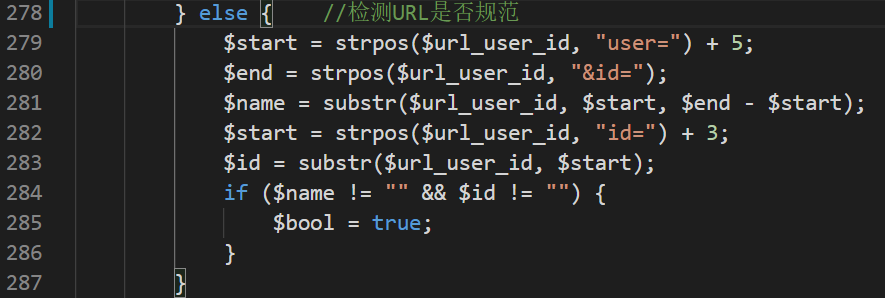 278 } else { //检测URL是否规范
279 $start = strpos($url_user_id, "user=") + 5;
280 $end = strpos($url_user_id, "&id=");
281 $name = substr($url_user_id, $start, $end - $start);
282 $start = strpos($url_user_id, "id=") + 3;
283 $id = substr($url_user_id, $start);
284 if ($name != "" && $id != "") {
285 $bool = true;
286 }
287 }